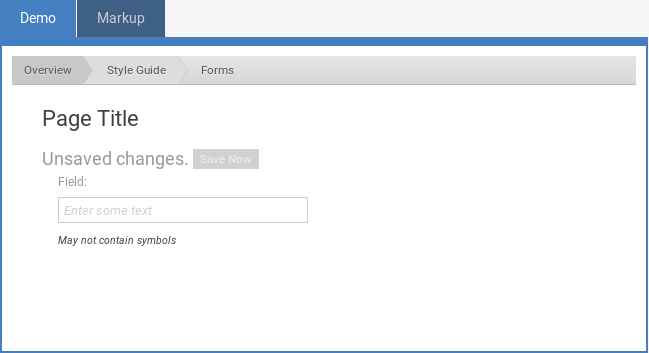 Demo Markup
Overview Style Guide Forms
Page Title
Unsaved changes. Save Now
Field:
Enter some text
May not contain symbols